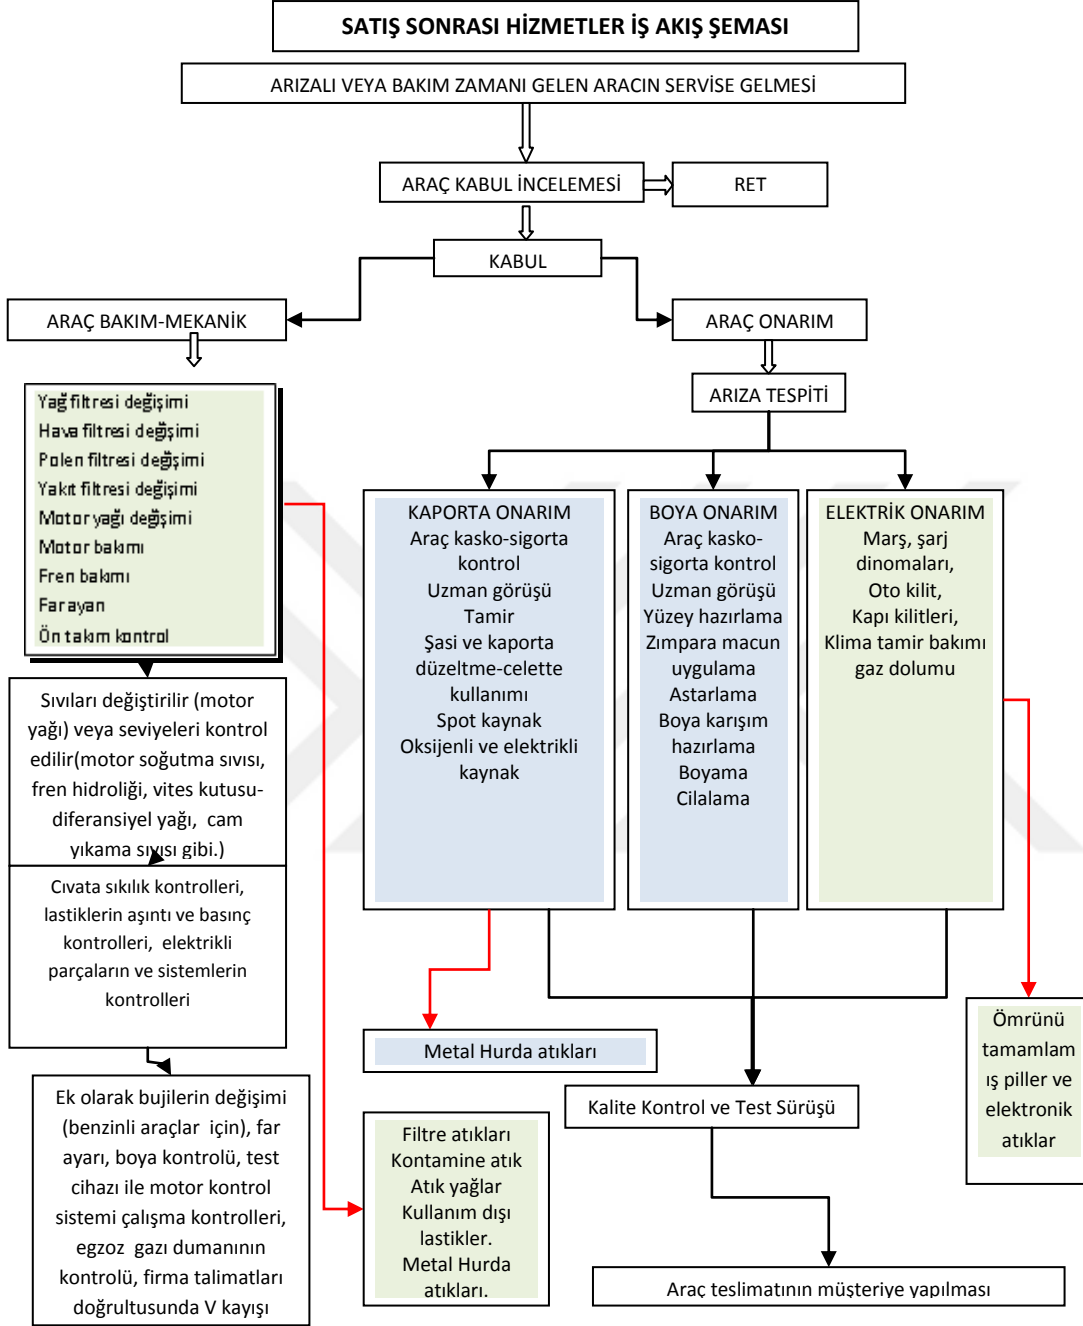 SATIŞ SONRASI HİZMETLER İŞ AKIŞ ŞEMASI
ARIZALI VEYA BAKIM ZAMANI GELEN ARACIN SERVİSE GELMESİ
ARAÇ KABUL İNCELEMESİ
RET
KABUL
ARAÇ BAKIM-MEKANİK
ARAÇ ONARIM
ARIZA TESPİTİ
Yağ filtresi değişimi
Hava filtresi değişimi
Polen filtresi değişimi
Yakıt filtresi değişimi
Motor yağı değişimi
Motor bakımı
Fren bakımı
Far ayarı
Ön takım kontrol
KAPORTA ONARIM
Araç kasko-sigorta
kontrol
Uzman görüşü
Tamir
Şasi ve kaporta
düzeltme-celette
kullanımı
Spot kaynak
Oksijenli ve elektrikli
kaynak
BOYA ONARIM
Araç kasko-
sigorta kontrol
Uzman görüşü
Yüzey hazırlama
Zımpara macun
uygulama
Astarlama
Boya karışım
hazırlama
Boyama
Cilalama
ELEKTRİK ONARIM
Marş, şarj
dinomaları,
Oto kilit,
Kapı kilitleri,
Klima tamir bakımı
gaz dolumu
Sıvıları değiştirilir (motor
yağı) veya seviyeleri kontrol
edilir(motor soğutma sıvısı,
fren hidroliği, vites kutusu-
diferansiyel yağı, cam
yıkama sıvısı gibi.)
Cıvata sıkılık kontrolleri,
lastiklerin aşıntı ve basınç
kontrolleri, elektrikli
parçaların ve sistemlerin
kontrolleri
Ek olarak bujilerin değişimi
(benzinli araçlar için), far
ayarı, boya kontrolü, test
cihazı ile motor kontrol
sistemi çalışma kontrolleri,
egzoz gazı dumanının
kontrolü, firma talimatları
doğrultusunda V kayışı
Metal Hurda atıkları
Filtre atıkları
Kontamine atık
Atık yağlar
Kullanım dışı
lastikler.
Metal Hurda
atıkları.
Kalite Kontrol ve Test Sürüşü
Ömrünü
tamamlam
ış piller ve
elektronik
atıklar
Araç teslimatının müşteriye yapılması